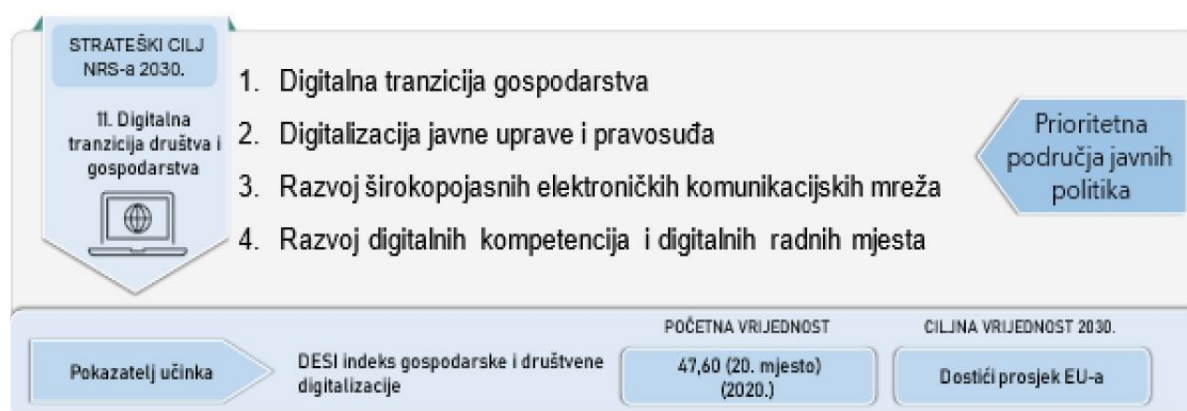 STRATEŠKI CILJ
NRS-a 2030.
11. Digitalna
tranzicija društva i
gospodarstva
1. Digitalna tranzicija gospodarstva
2. Digitalizacija javne uprave i pravosuđa
3. Razvoj širokopojasnih elektroničkih komunikacijskih mreža
4. Razvoj digitalnih kompetencija i digitalnih radnih mjesta
Prioritetna
područja javnih
politika
Pokazatelj učinka
DESI indeks gospodarske i društvene
digitalizacije
POČETNA VRIJEDNOST
47,60 (20. mjesto)
(2020.)
CILJNA VRIJEDNOST 2030.
Dostići prosjek EU-a